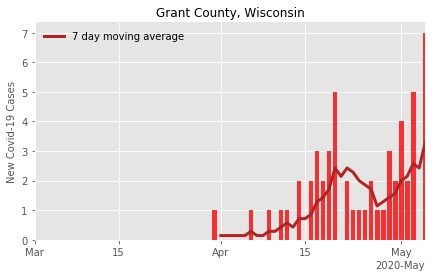 Grant County, Wisconsin
7 day moving average
New Covid-19 Cases
7
6
5
4
3
2
1
0
Mar 15 Apr 15 May
2020-May